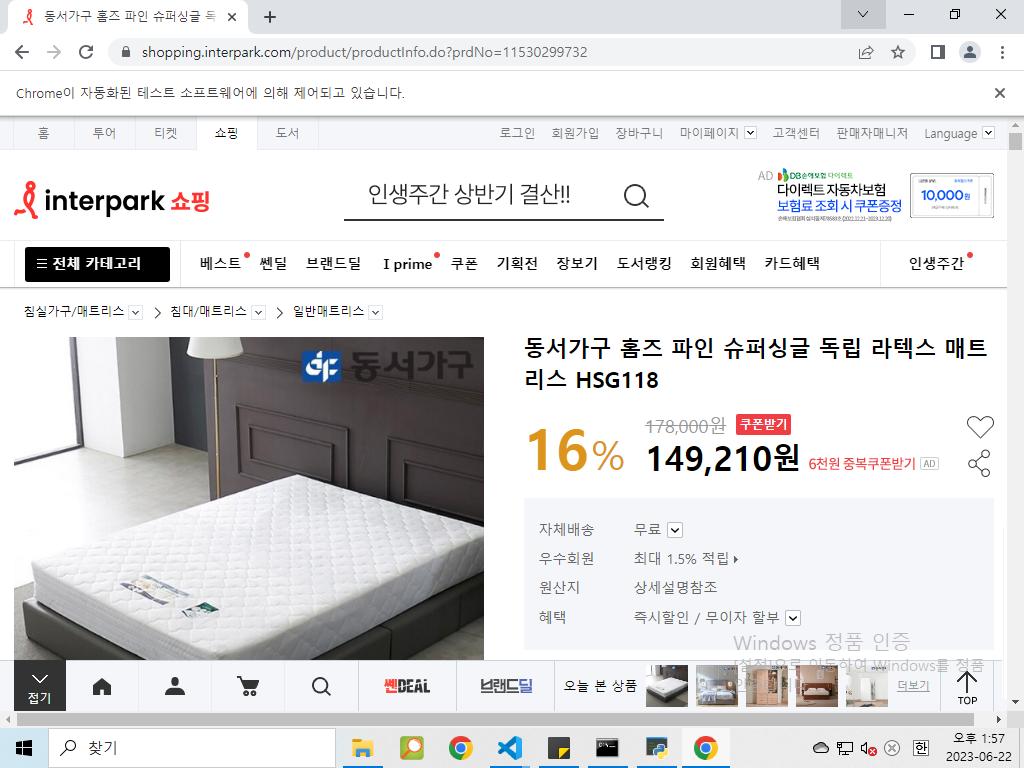 동서가구 홈즈 파인 슈퍼싱글 독
shopping.interpark.com/product/productInfo.do?prdNo=11530299732
Chrome이 자동화된 테스트 소프트웨어에 의해 제어되고 있습니다.
홈 투어 티켓 쇼핑 도서 로그인 회원가입 장바구니 마이페이지 고객센터 판매자매니저 Language
interpark 쇼핑
인생주간 상반기 결산!!
AD DB손해보험 다이렉트
다이렉트 자동차보험
보험료 조회 시 쿠폰증정
10,000원
전체 카테고리 베스트 쎈딜 브랜드딜 I prime 쿠폰 기획전 장보기 도서랭킹 회원혜택 카드혜택 인생주간
침실가구/매트리스 침대/매트리스 일반매트리스
동서가구
동서가구 홈즈 파인 슈퍼싱글 독립 라텍스 매트
리스 HSG118
16%
178,000원 쿠폰받기
149,210원 6천원 중복쿠폰받기 AD
자체배송 무료
우수회원 최대 1.5% 적립
원산지 상세설명참조
혜택 즉시할인 / 무이자 할부
Windows 정품 인증
[설정]으로 이동하여 Windows를 정품
접기 쎈DEAL 브랜드딜 오늘 본 상품 더보기 TOP
찾기
한
오후 1:57
2023-06-22